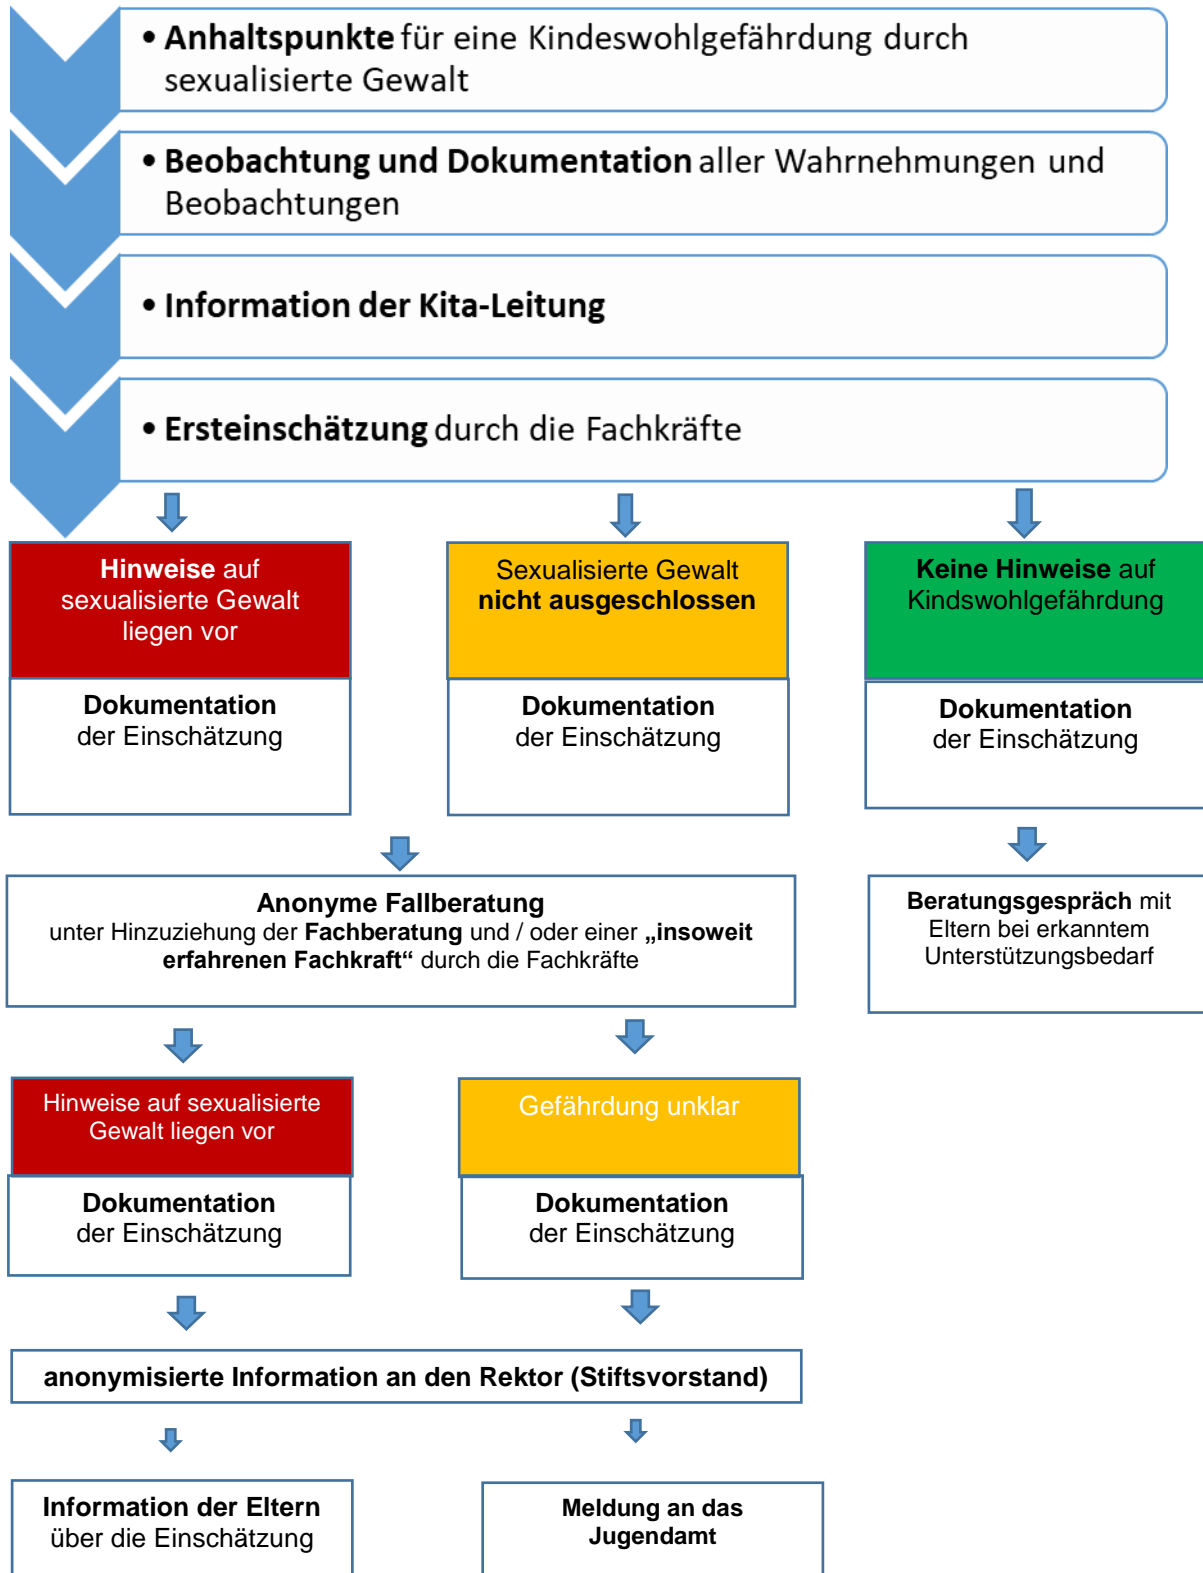 • Anhaltspunkte für eine Kindeswohlgefährdung durch
sexualisierte Gewalt
• Beobachtung und Dokumentation aller Wahrnehmungen und
Beobachtungen
• Information der Kita-Leitung
• Ersteinschätzung durch die Fachkräfte
Hinweise auf
sexualisierte Gewalt
liegen vor
Dokumentation
der Einschätzung
Sexualisierte Gewalt
nicht ausgeschlossen
Dokumentation
der Einschätzung
Keine Hinweise auf
Kindswohlgefährdung
Dokumentation
der Einschätzung
Anonyme Fallberatung
unter Hinzuziehung der Fachberatung und / oder einer „insoweit
erfahrenen Fachkraft“ durch die Fachkräfte
Beratungsgespräch mit
Eltern bei erkanntem
Unterstützungsbedarf
Hinweise auf sexualisierte
Gewalt liegen vor
Dokumentation
der Einschätzung
Gefährdung unklar
Dokumentation
der Einschätzung
anonymisierte Information an den Rektor (Stiftsvorstand)
Information der Eltern
über die Einschätzung
Meldung an das
Jugendamt